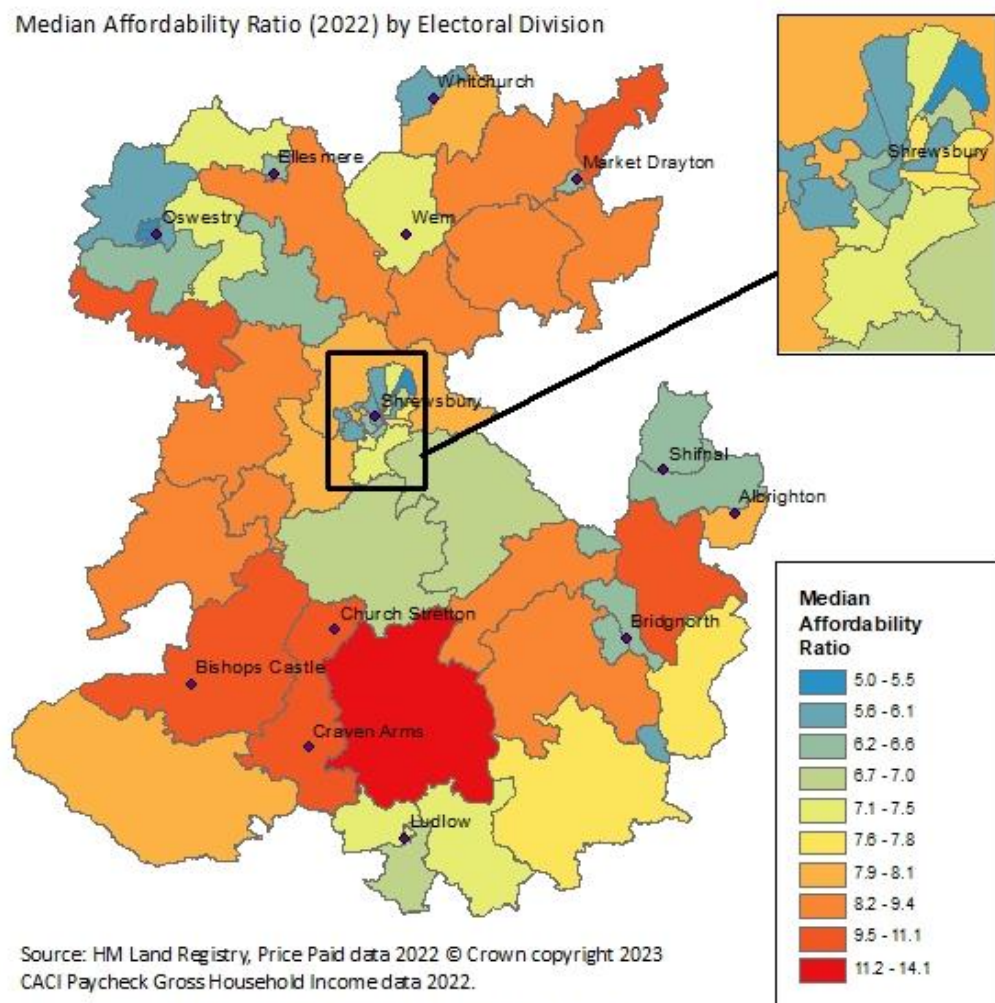 Median Affordability Ratio (2022) by Electoral Division
Whitchurch
Ellesmere
Market Drayton
Oswestry
Wem
Shrewsbury
Shrewsbury
Shifnal
Albrighton
Church Stretton
Bridgnorth
Bishops Castle
Craven Arms
Ludlow
Median
Affordability
Ratio
5.0 - 5.5
5.6 - 6.1
6.2 - 6.6
6.7 - 7.0
7.1 - 7.5
7.6 - 7.8
7.9 - 8.1
8.2 - 9.4
9.5 - 11.1
11.2 - 14.1
Source: HM Land Registry, Price Paid data 2022 © Crown copyright 2023
CACI Paycheck Gross Household Income data 2022.